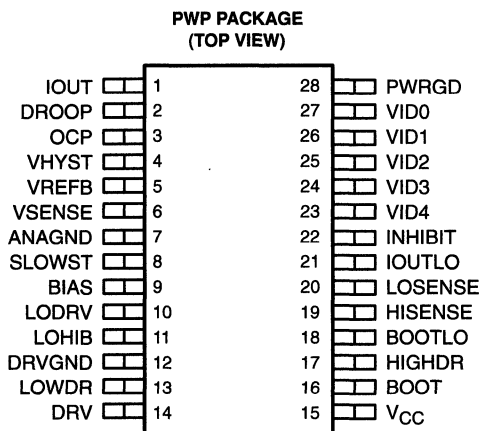 PWP PACKAGE
(TOP VIEW)
IOUT 1 28 PWRGD
DROOP 2 27 VID0
OCP 3 26 VID1
VHYST 4 25 VID2
VREFB 5 24 VID3
VSENSE 6 23 VID4
ANAGND 7 22 INHIBIT
SLOWST 8 21 IOUTLO
BIAS 9 20 LOSENSE
LODRV 10 19 HISENSE
LOHIB 11 18 BOOTLO
DRVGND 12 17 HIGHDR
LOWDR 13 16 BOOT
DRV 14 15 VCC